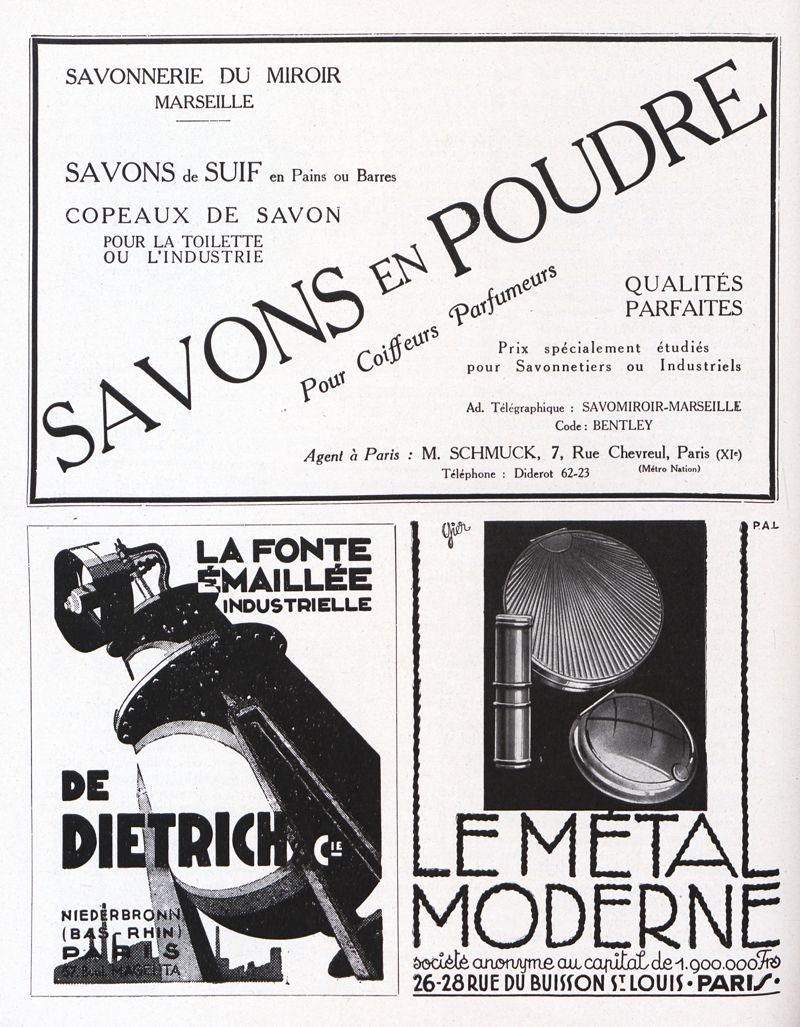 SAVONNERIE DU MIROIR
MARSEILLE
SAVONS de SUIF en Pains ou Barres
COPEAUX DE SAVON
POUR LA TOILETTE
OU L'INDUSTRIE
SAVONS EN POUDRE
Pour Coiffeurs Parfumeurs
QUALITÉS
PARFAITES
Prix spécialement étudiés
pour Savonnetiers ou Industriels
Ad. Télégraphique : SAVOMIROIR-MARSEILLE
Code : BENTLEY
Agent à Paris : M. SCHMUCK, 7, Rue Chevreul, Paris (XIe)
Téléphone : Diderot 62-23 (Métro Nation)
LA FONTE
ÉMAILLÉE
INDUSTRIELLE
DE
DIETRICH & CIE
NIEDERBRONN
(BAS-RHIN)
PARIS
57 Boul. MAGENTA
Gier
P.A.L
LE MÉTAL
MODERNE
société anonyme au capital de 1.900.000 Frs
26-28 RUE DU BUISSON ST LOUIS · PARIS ·